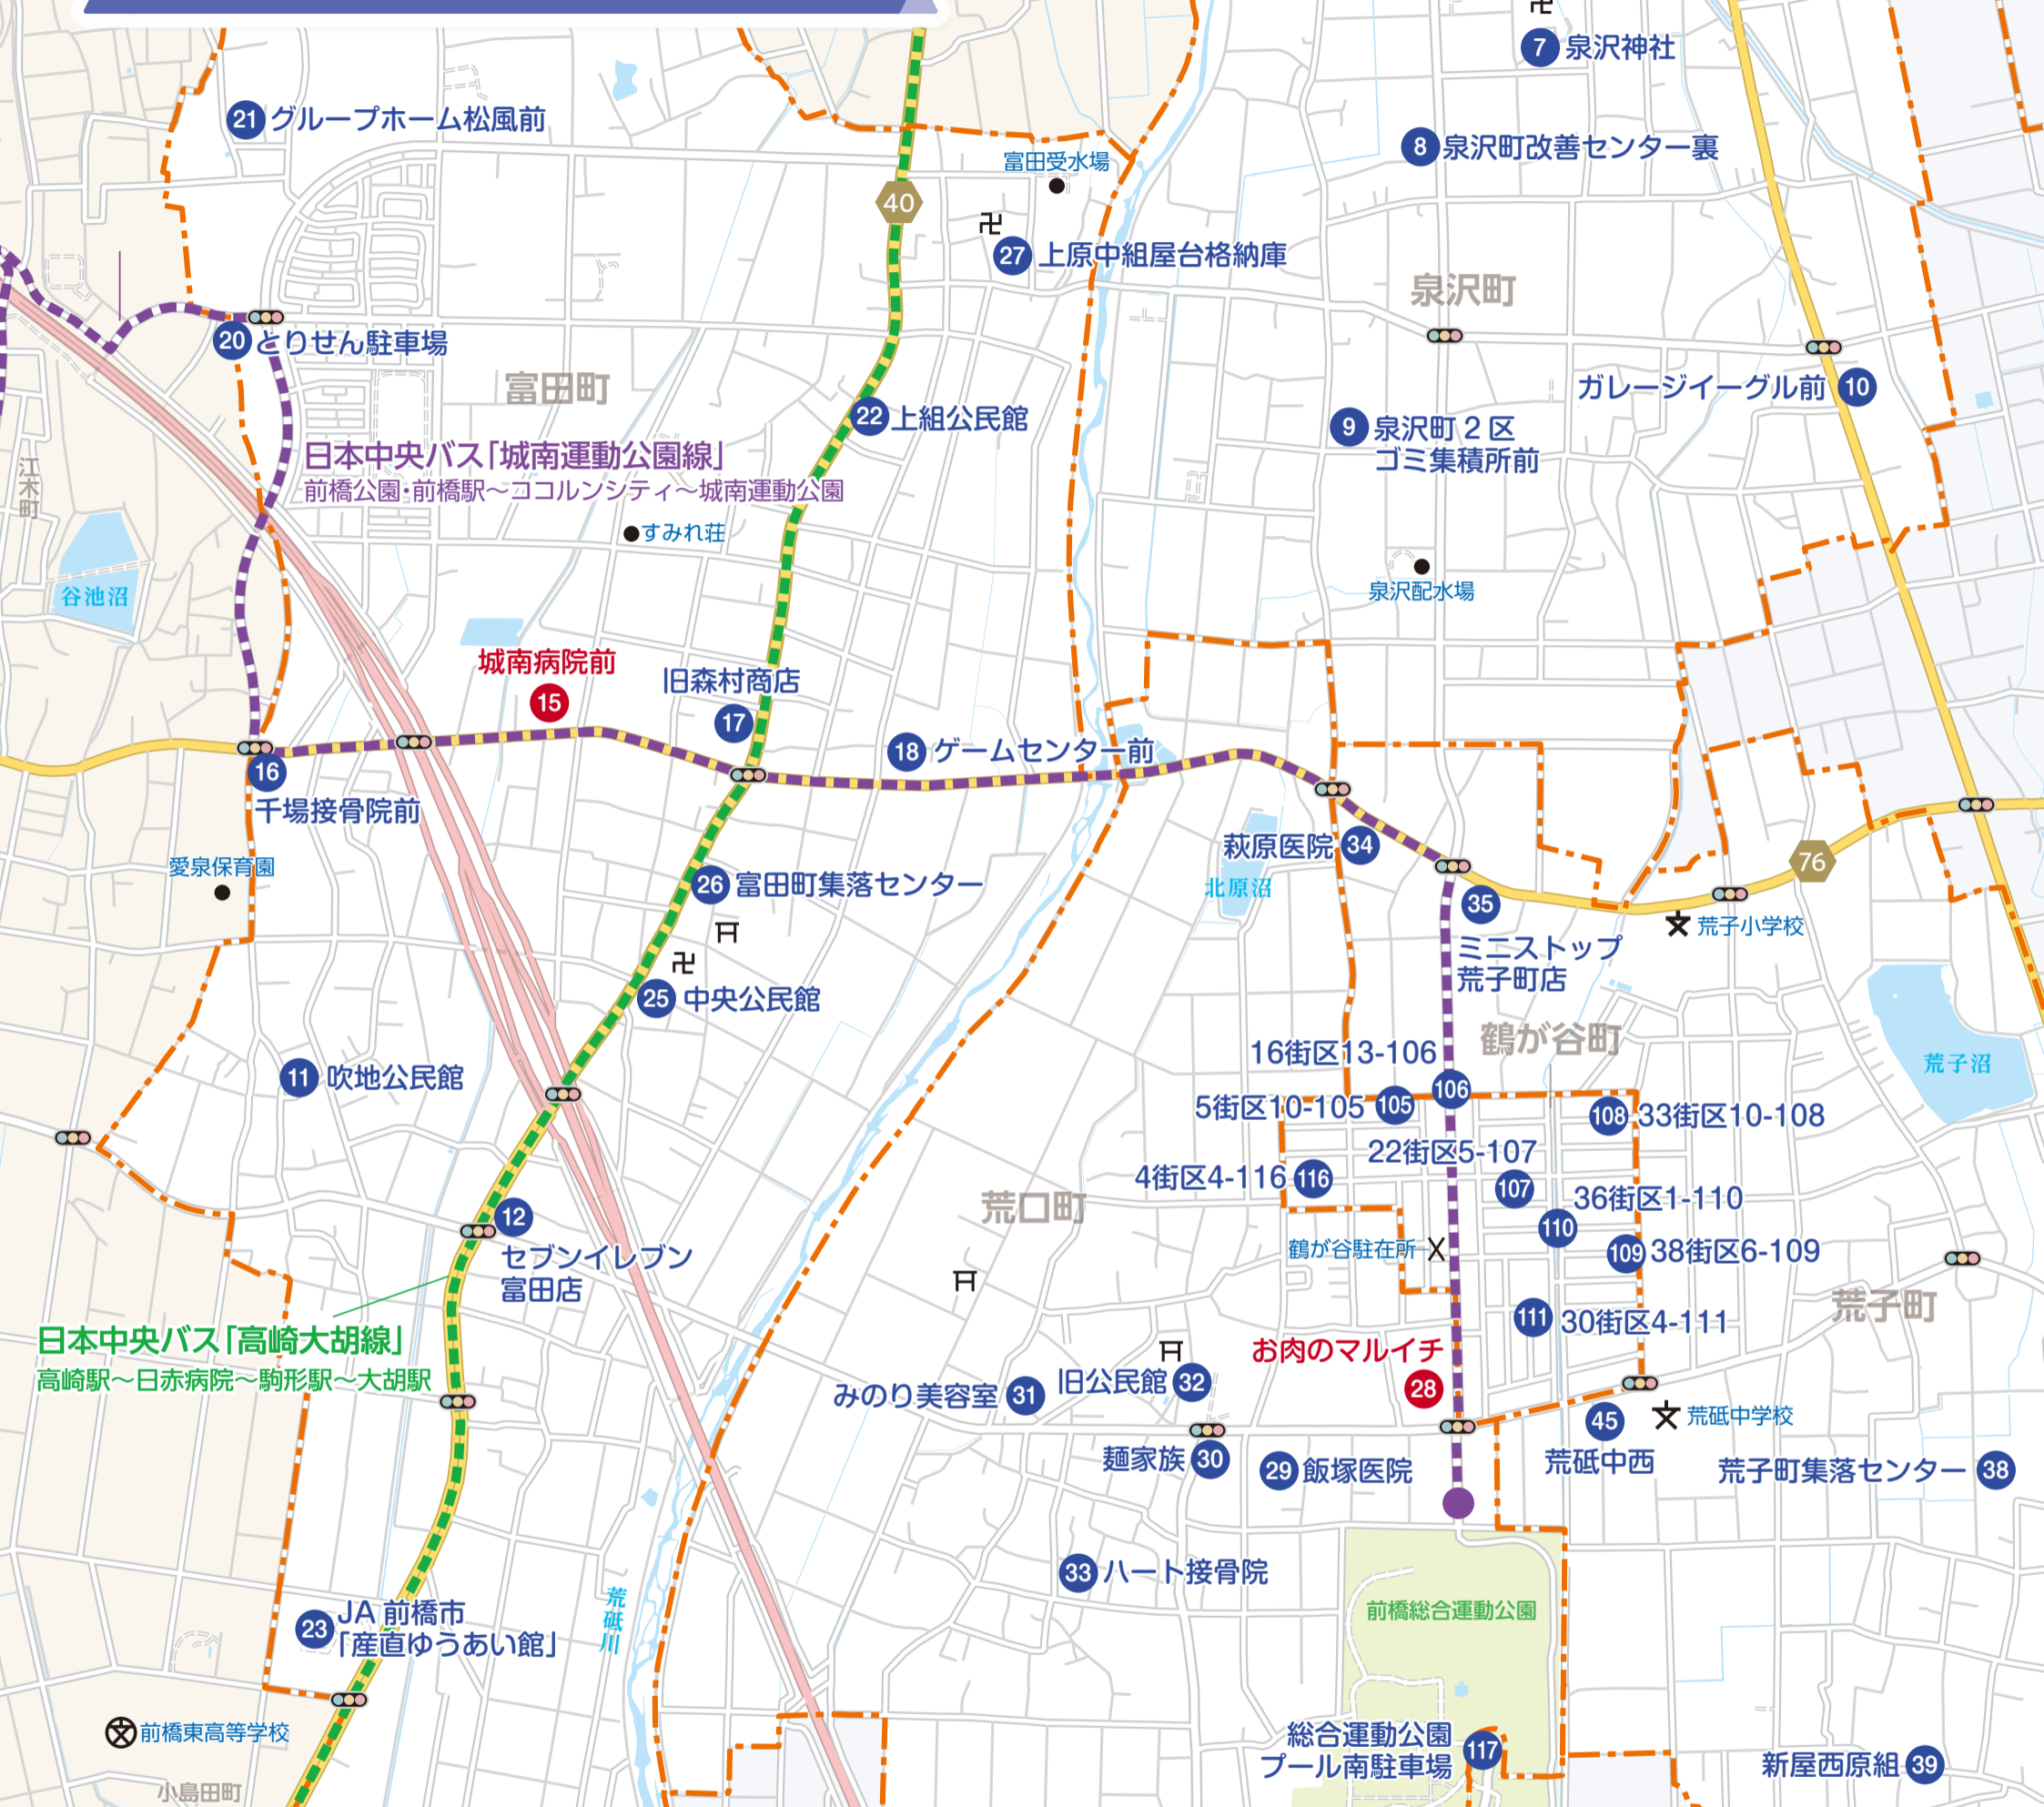 7 泉沢神社
21 グループホーム松風前
8 泉沢町改善センター裏
富田受水場
40
27 上原中組屋台格納庫
泉沢町
20 とりせん駐車場
富田町
ガレージイーグル前 10
22 上組公民館
9 泉沢町2区
ゴミ集積所前
日本中央バス「城南運動公園線」
前橋公園・前橋駅～ココルンシティ～城南運動公園
江木町
すみれ荘
谷池沼
泉沢配水場
城南病院前
15
旧森村商店
17
18 ゲームセンター前
16
千場接骨院前
萩原医院 34
76
愛泉保育園
26 富田町集落センター
北原沼
35
ミニストップ
荒子町店
荒子小学校
25 中央公民館
鶴が谷町
16街区13-106
106
荒子沼
11 吹地公民館
5街区10-105 105
108 33街区10-108
22街区5-107
4街区4-116 116
107
36街区1-110
荒口町
12
110
鶴が谷駐在所
109 38街区6-109
セブンイレブン
富田店
荒子町
111 30街区4-111
日本中央バス「高崎大胡線」
高崎駅～日赤病院～駒形駅～大胡駅
お肉のマルイチ
28
みのり美容室 31
旧公民館 32
45
荒砥中学校
荒砥中西
麺家族 30
29 飯塚医院
荒子町集落センター 38
33 ハート接骨院
荒砥川
前橋総合運動公園
23 JA前橋市
「産直ゆうあい館」
前橋東高等学校
総合運動公園
プール南駐車場
117
新屋西原組 39
小島田町